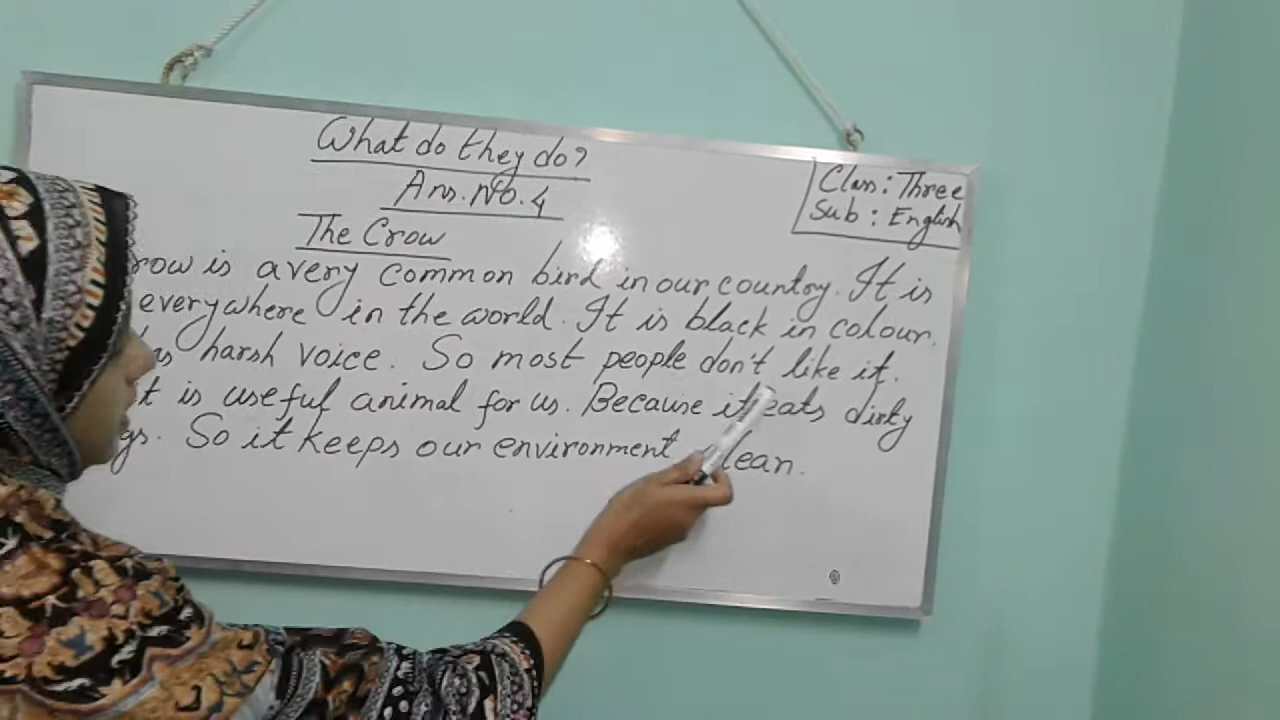 What do they do?
Ans. No. 4
Class: Three
Sub: English
The Crow
row is a very common bird in our country. It is
everywhere in the world. It is black in colour.
harsh voice. So most people don't like it.
t is useful animal for us. Because it eats dirty
gs. So it keeps our environment clean.